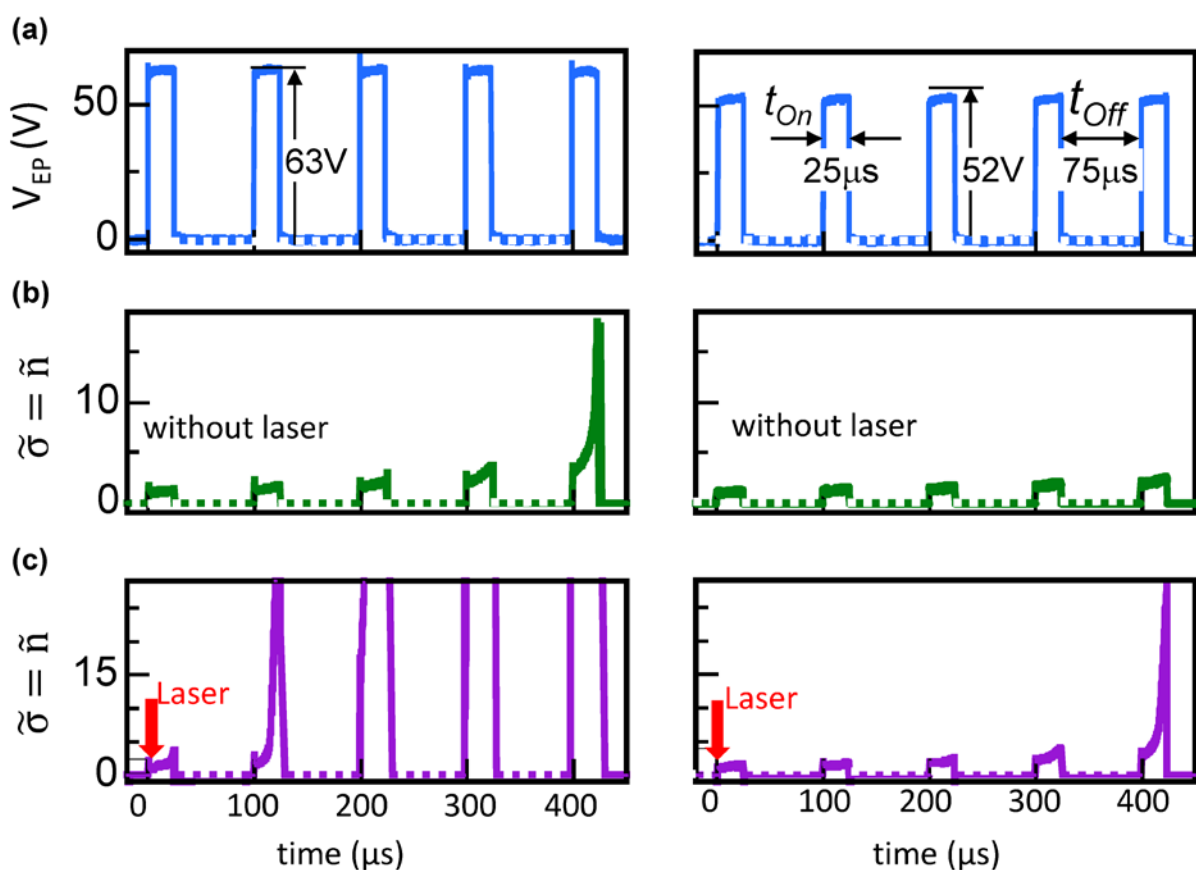 (a)
V_EP (V)
50
0
63V
t_On
25μs
52V
t_Off
75μs
(b)
σ̃ = ñ
10
0
without laser
without laser
(c)
σ̃ = ñ
15
0
Laser
Laser
0 100 200 300 400
0 100 200 300 400
time (μs)
time (μs)